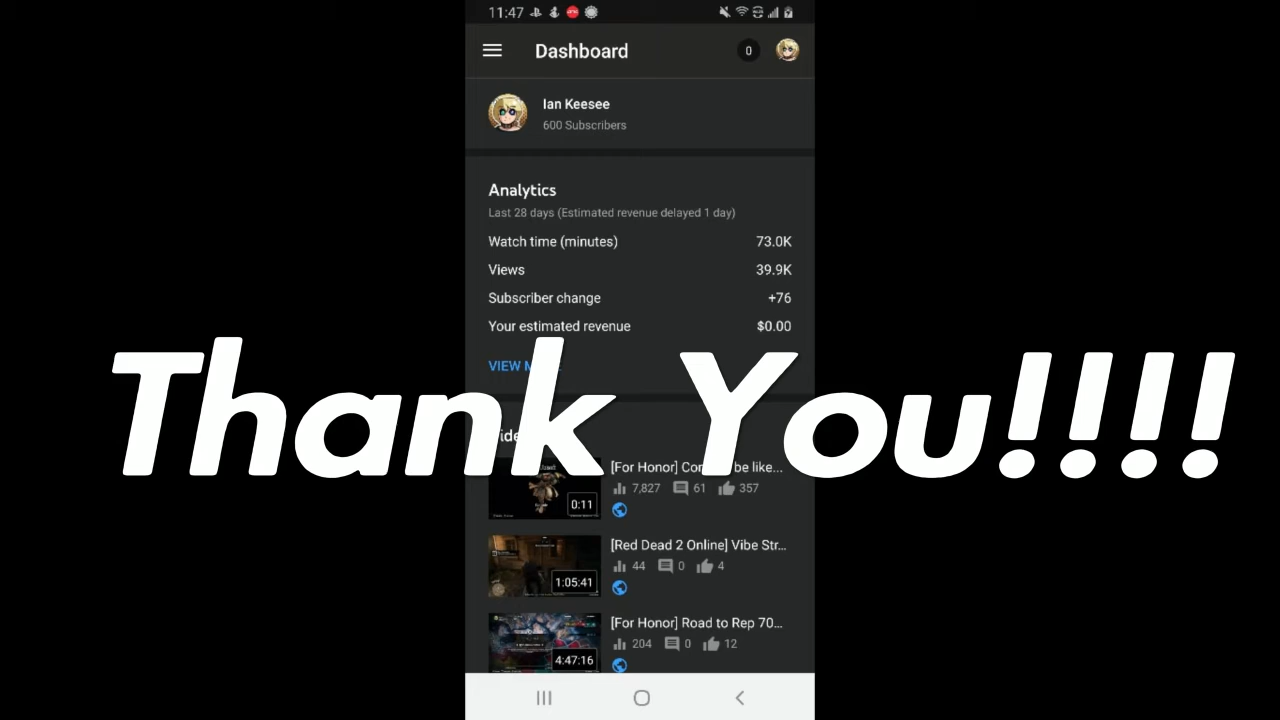 11:47
Dashboard
0
Ian Keesee
600 Subscribers
Analytics
Last 28 days (Estimated revenue delayed 1 day)
Watch time (minutes) 73.0K
Views 39.9K
Subscriber change +76
Your estimated revenue $0.00
VIEW
Thank You!!!!
[For Honor] be like...
7,827 61 357
0:11
[Red Dead 2 Online] Vibe Str...
44 0 4
1:05:41
[For Honor] Road to Rep 70...
204 0 12
4:47:16